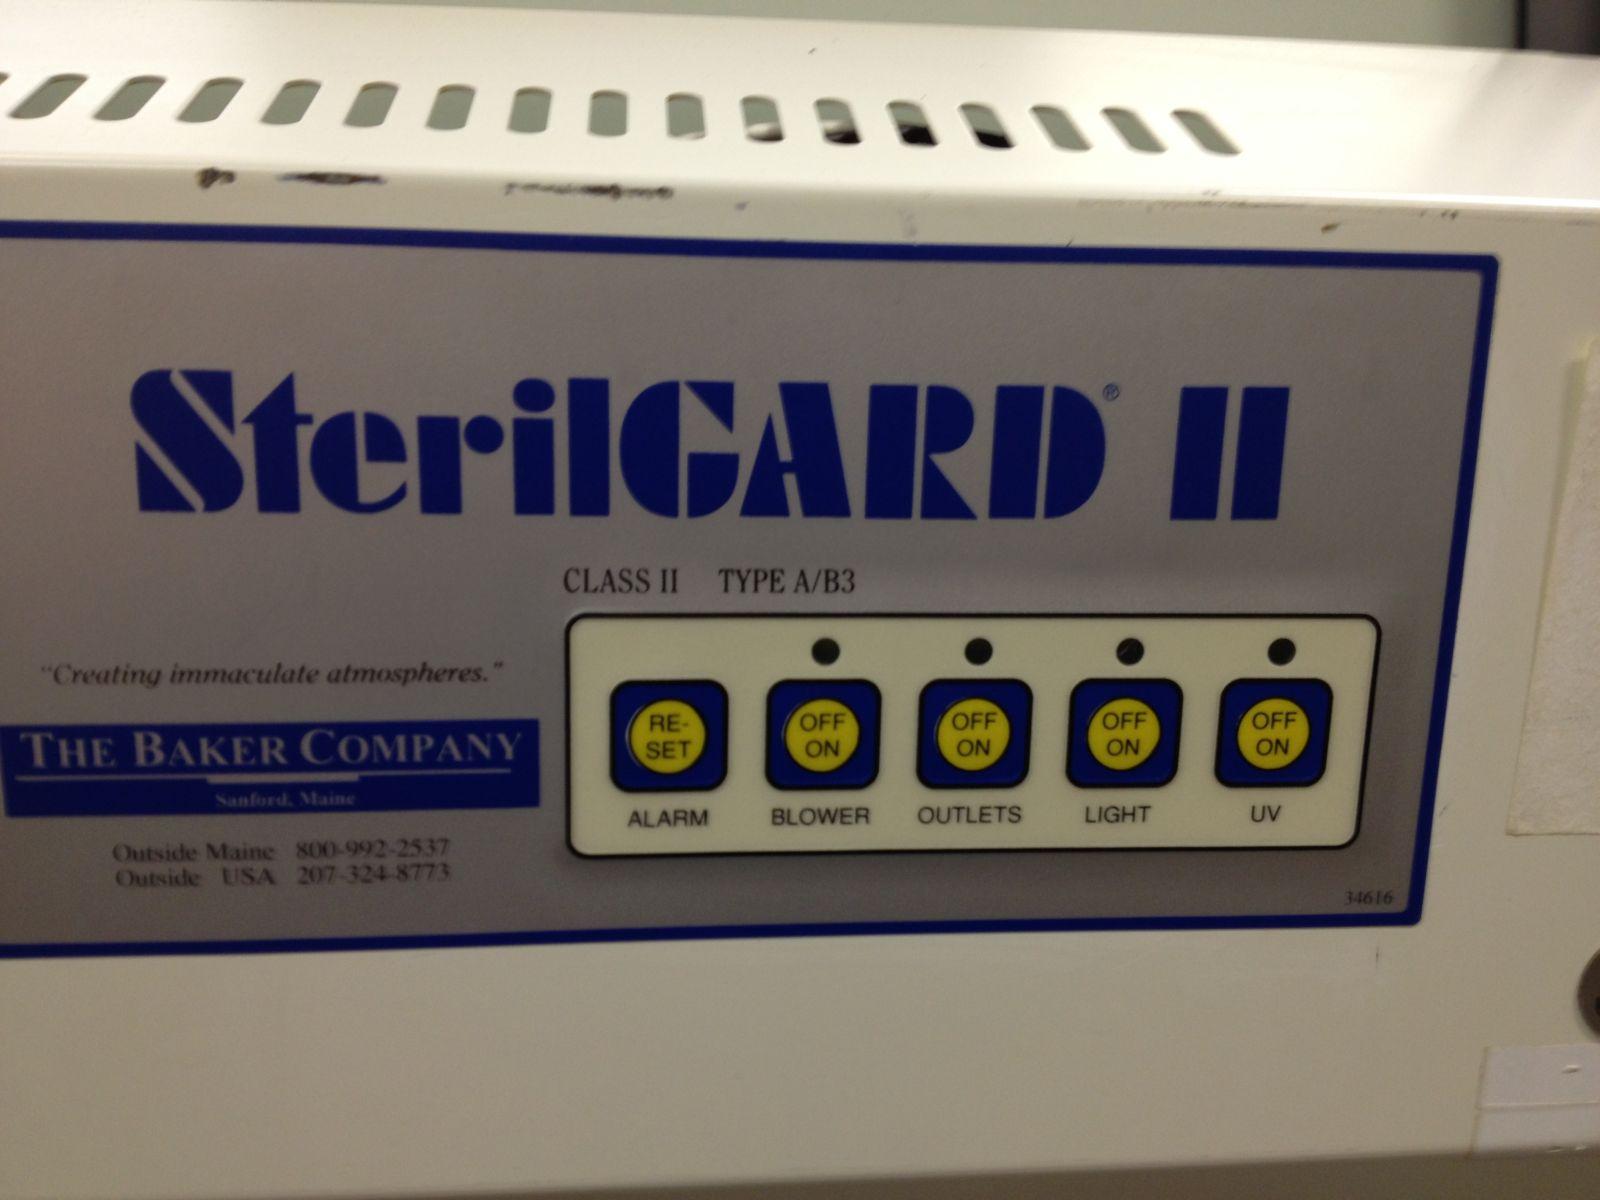 SterilGARD® II
CLASS II TYPE A/B3
"Creating immaculate atmospheres."
THE BAKER COMPANY
Sanford, Maine
Outside Maine 800-992-2537
Outside USA 207-324-8773
RE-
SET
ALARM
OFF
ON
BLOWER
OFF
ON
OUTLETS
OFF
ON
LIGHT
OFF
ON
UV
34616